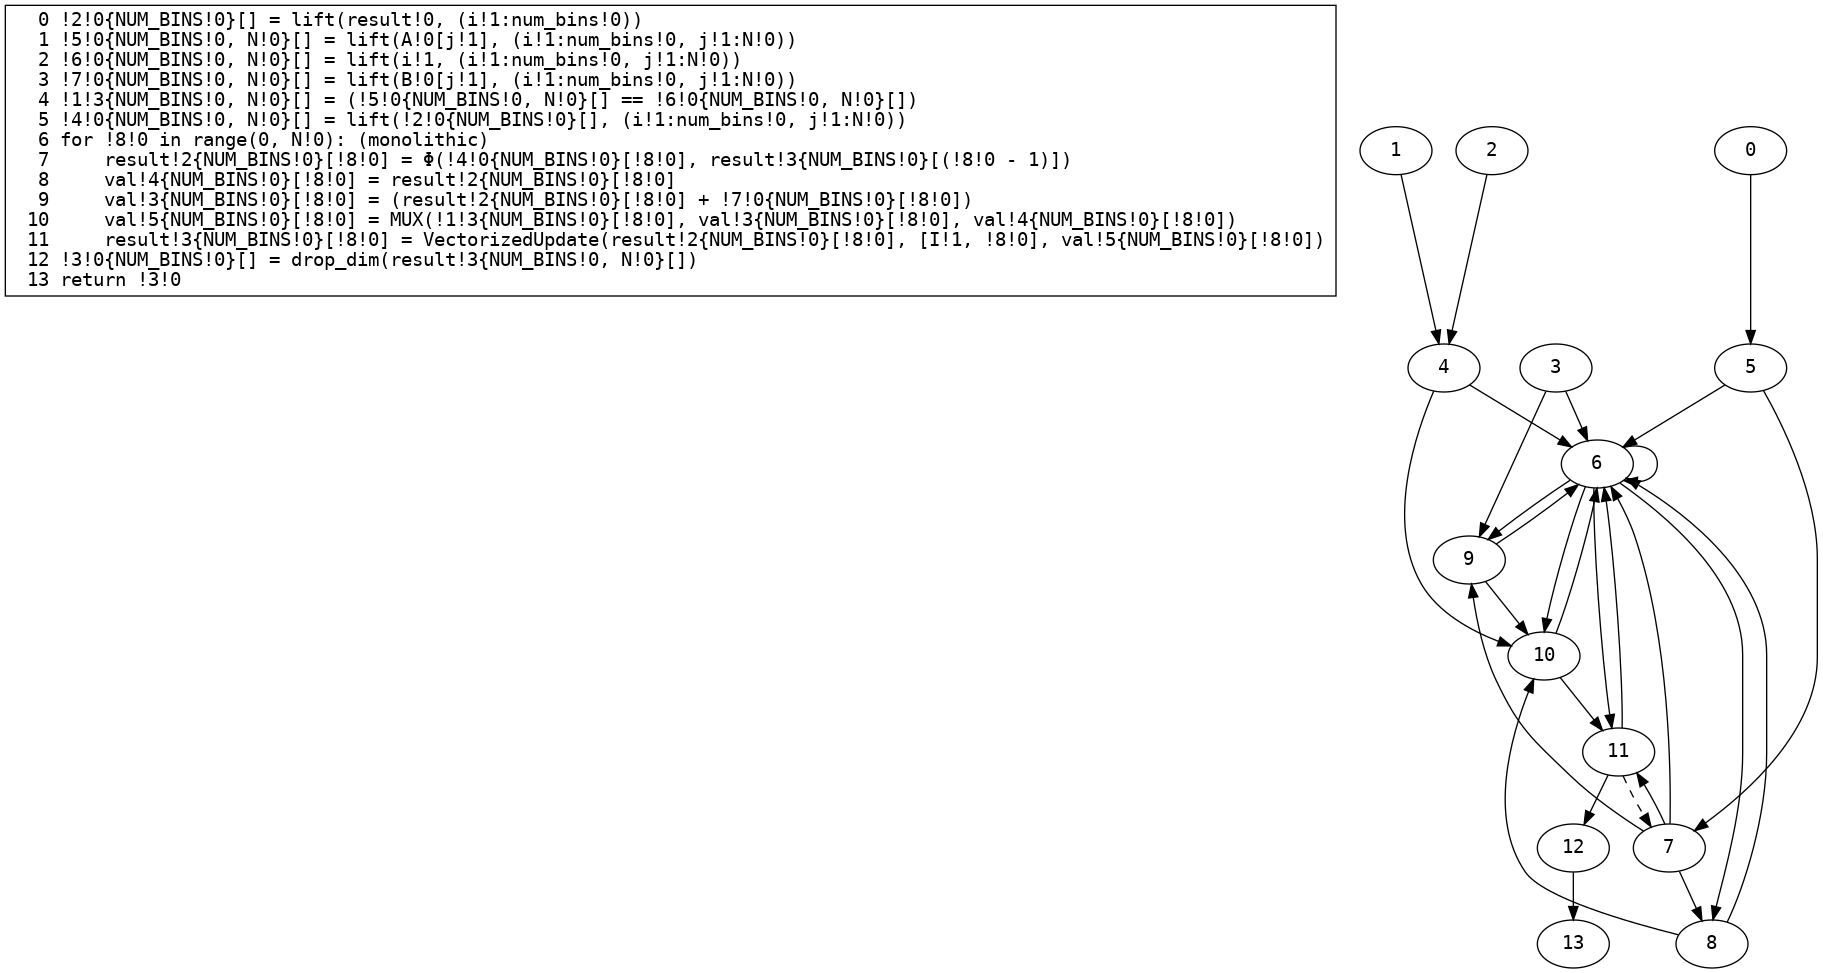 0 !2!0{NUM_BINS!0}[] = lift(result!0, (i!1:num_bins!0))
1 !5!0{NUM_BINS!0, N!0}[] = lift(A!0[j!1], (i!1:num_bins!0, j!1:N!0))
2 !6!0{NUM_BINS!0, N!0}[] = lift(i!1, (i!1:num_bins!0, j!1:N!0))
3 !7!0{NUM_BINS!0, N!0}[] = lift(B!0[j!1], (i!1:num_bins!0, j!1:N!0))
4 !1!3{NUM_BINS!0, N!0}[] = (!5!0{NUM_BINS!0, N!0}[] == !6!0{NUM_BINS!0, N!0}[])
5 !4!0{NUM_BINS!0, N!0}[] = lift(!2!0{NUM_BINS!0}[], (i!1:num_bins!0, j!1:N!0))
6 for !8!0 in range(0, N!0): (monolithic)
7     result!2{NUM_BINS!0}[!8!0] = Φ(!4!0{NUM_BINS!0}[!8!0], result!3{NUM_BINS!0}[(!8!0 - 1)])
8     val!4{NUM_BINS!0}[!8!0] = result!2{NUM_BINS!0}[!8!0]
9     val!3{NUM_BINS!0}[!8!0] = (result!2{NUM_BINS!0}[!8!0] + !7!0{NUM_BINS!0}[!8!0])
10     val!5{NUM_BINS!0}[!8!0] = MUX(!1!3{NUM_BINS!0}[!8!0], val!3{NUM_BINS!0}[!8!0], val!4{NUM_BINS!0}[!8!0])
11     result!3{NUM_BINS!0}[!8!0] = VectorizedUpdate(result!2{NUM_BINS!0}[!8!0], [I!1, !8!0], val!5{NUM_BINS!0}[!8!0])
12 !3!0{NUM_BINS!0}[] = drop_dim(result!3{NUM_BINS!0, N!0}[])
13 return !3!0
1 2 0
4 3 5
6
9
10
11
12 7
13 8